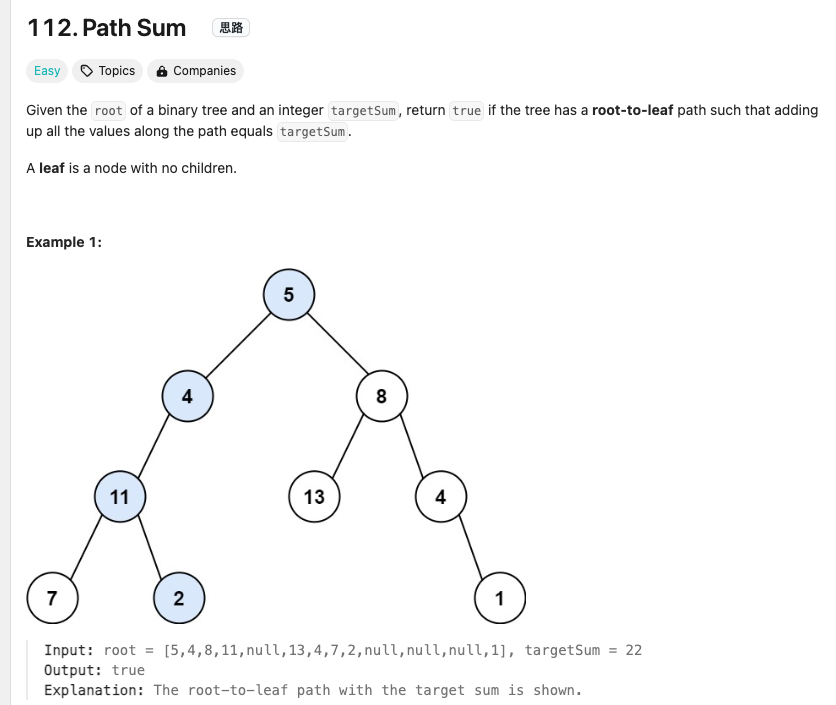 112. Path Sum 思路
Easy Topics Companies
Given the root of a binary tree and an integer targetSum, return true if the tree has a root-to-leaf path such that adding
up all the values along the path equals targetSum.
A leaf is a node with no children.
Example 1:
5
4 8
11 13 4
7 2 1
Input: root = [5,4,8,11,null,13,4,7,2,null,null,null,1], targetSum = 22
Output: true
Explanation: The root-to-leaf path with the target sum is shown.